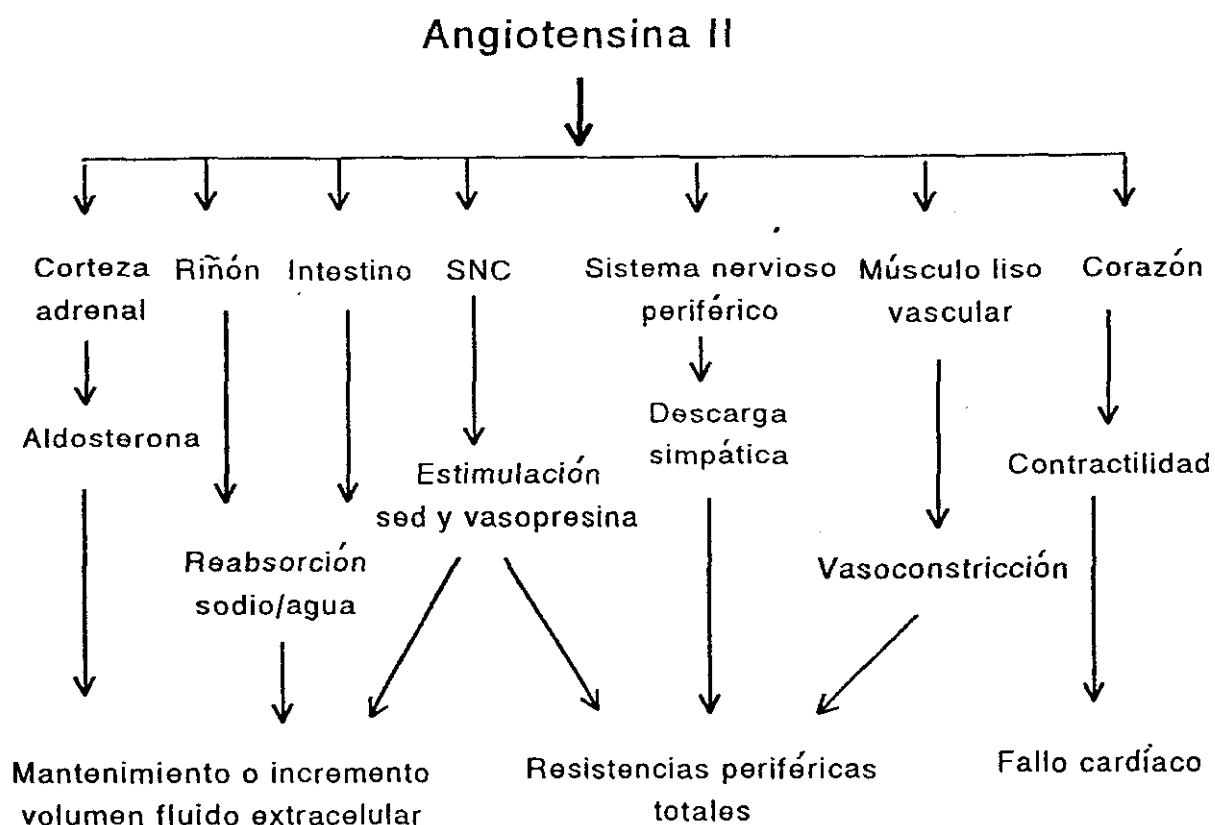 Angiotensina II
Corteza
adrenal
Riñón
Intestino
SNC
Sistema nervioso
periférico
Músculo liso
vascular
Corazón
Aldosterona
Descarga
simpática
Estimulación
sed y vasopresina
Contractilidad
Reabsorción
sodio/agua
Vasoconstricción
Mantenimiento o incremento
volumen fluido extracelular
Resistencias periféricas
totales
Fallo cardíaco